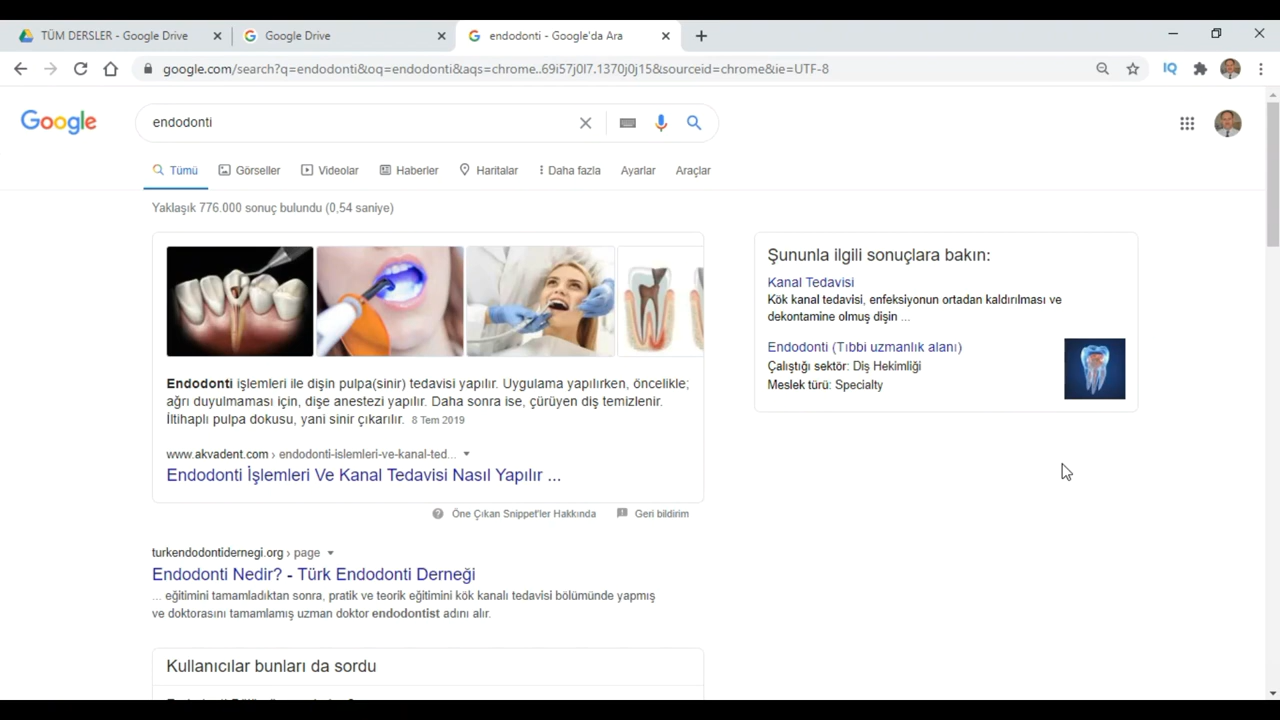 TÜM DERSLER - Google Drive
Google Drive
endodonti - Google'da Ara
google.com/search?q=endodonti&oq=endodonti&aqs=chrome..69i57j0l7.1370j0j15&sourceid=chrome&ie=UTF-8
IQ
Google
endodonti
Tümü
Görseller
Videolar
Haberler
Haritalar
Daha fazla
Ayarlar
Araçlar
Yaklaşık 776.000 sonuç bulundu (0,54 saniye)
Endodonti işlemleri ile dişin pulpa(sinir) tedavisi yapılır. Uygulama yapılırken, öncelikle;
ağrı duyulmaması için, dişe anestezi yapılır. Daha sonra ise, çürüyen diş temizlenir.
İltihaplı pulpa dokusu, yani sinir çıkarılır. 8 Tem 2019
www.akvadent.com › endodonti-islemleri-ve-kanal-ted...
Endodonti İşlemleri Ve Kanal Tedavisi Nasıl Yapılır ...
Öne Çıkan Snippet'ler Hakkında
Geri bildirim
turkendodontidernegi.org › page
Endodonti Nedir? - Türk Endodonti Derneği
... eğitimini tamamladıktan sonra, pratik ve teorik eğitimini kök kanalı tedavisi bölümünde yapmış
ve doktorasını tamamlamış uzman doktor endodontist adını alır.
Kullanıcılar bunları da sordu
Şununla ilgili sonuçlara bakın:
Kanal Tedavisi
Kök kanal tedavisi, enfeksiyonun ortadan kaldırılması ve
dekontamine olmuş dişin ...
Endodonti (Tıbbi uzmanlık alanı)
Çalıştığı sektör: Diş Hekimliği
Meslek türü: Specialty